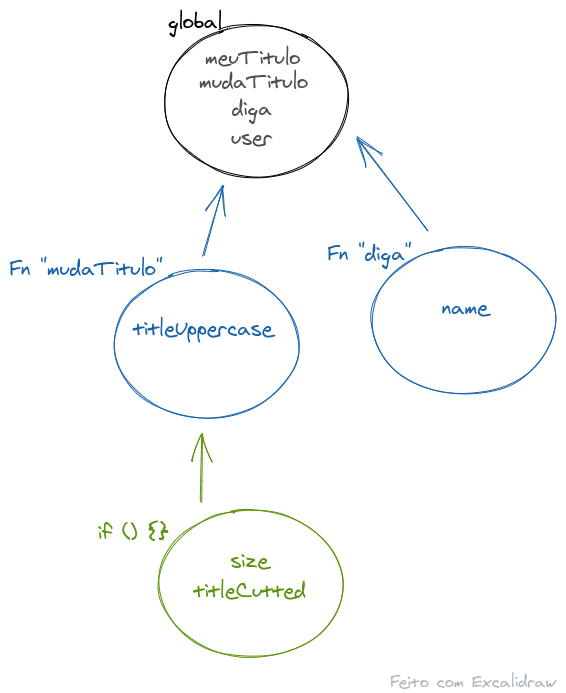 global
meuTitulo
mudaTitulo
diga
user
Fn "mudaTitulo"
titleUppercase
Fn "diga"
name
if () {}
size
titleCutted
Feito com Excalidraw